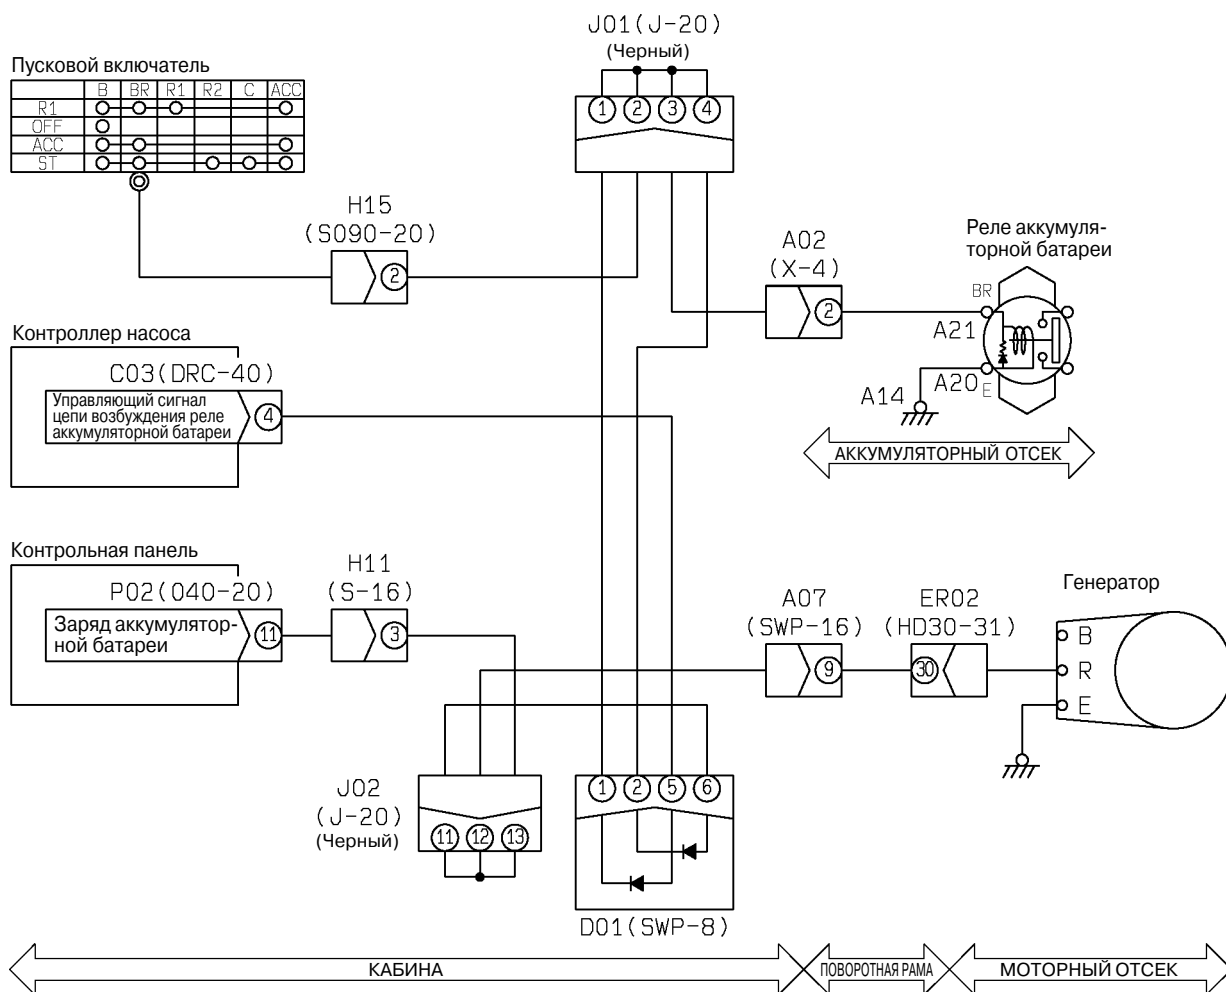 J01(J-20)
(Черный)
Пусковой включатель
B BR R1 R2 C ACC
R1
OFF
ACC
ST
1 2 3 4
H15
(S090-20)
2
A02
(X-4)
2
Реле аккумуля-
торной батареи
BR
A21
A20 E
A14
АККУМУЛЯТОРНЫЙ ОТСЕК
Контроллер насоса
C03(DRC-40)
Управляющий сигнал
цепи возбуждения реле
аккумуляторной батареи
4
Контрольная панель
P02(040-20)
Заряд аккумулятор-
ной батареи
11
H11
(S-16)
3
A07
(SWP-16)
9
ER02
(HD30-31)
30
Генератор
B
R
E
J02
(J-20)
(Черный)
11 12 13
1 2 5 6
D01(SWP-8)
КАБИНА
ПОВОРОТНАЯ РАМА
МОТОРНЫЙ ОТСЕК